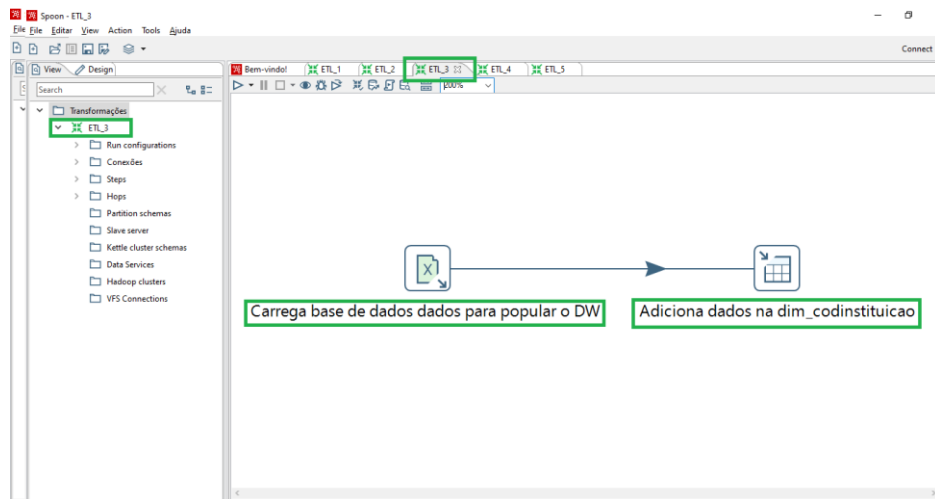 Spoon - ETL_3
File File Editar View Action Tools Ajuda
Connect
View Design
Bem-vindo! ETL_1 ETL_2 ETL_3 ETL_4 ETL_5
Search
200%
Transformações
ETL_3
Run configurations
Conexões
Steps
Hops
Partition schemas
Slave server
Kettle cluster schemas
Data Services
Hadoop clusters
VFS Connections
Carrega base de dados dados para popular o DW
Adiciona dados na dim_codinstituicao